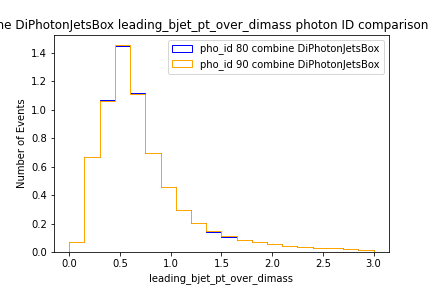 ne DiPhotonJetsBox leading_bjet_pt_over_dimass photon ID comparison
pho_id 80 combine DiPhotonJetsBox
pho_id 90 combine DiPhotonJetsBox
Number of Events
1.4
1.2
1.0
0.8
0.6
0.4
0.2
0.0
0.0 0.5 1.0 1.5 2.0 2.5 3.0
leading_bjet_pt_over_dimass